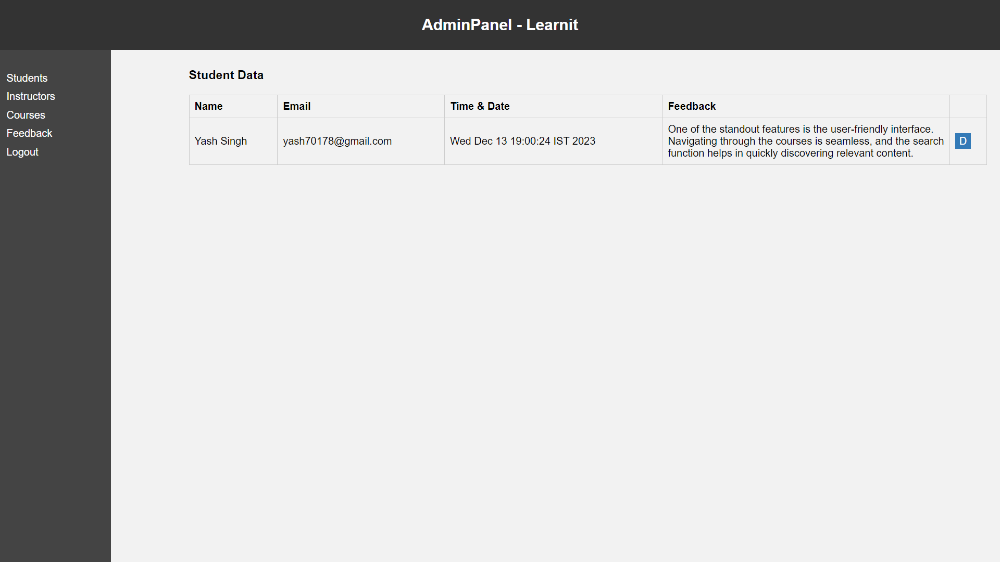 AdminPanel - Learnit
Students
Instructors
Courses
Feedback
Logout
Student Data
Name Email Time & Date Feedback
Yash Singh yash70178@gmail.com Wed Dec 13 19:00:24 IST 2023 One of the standout features is the user-friendly interface.
Navigating through the courses is seamless, and the search
function helps in quickly discovering relevant content.
D